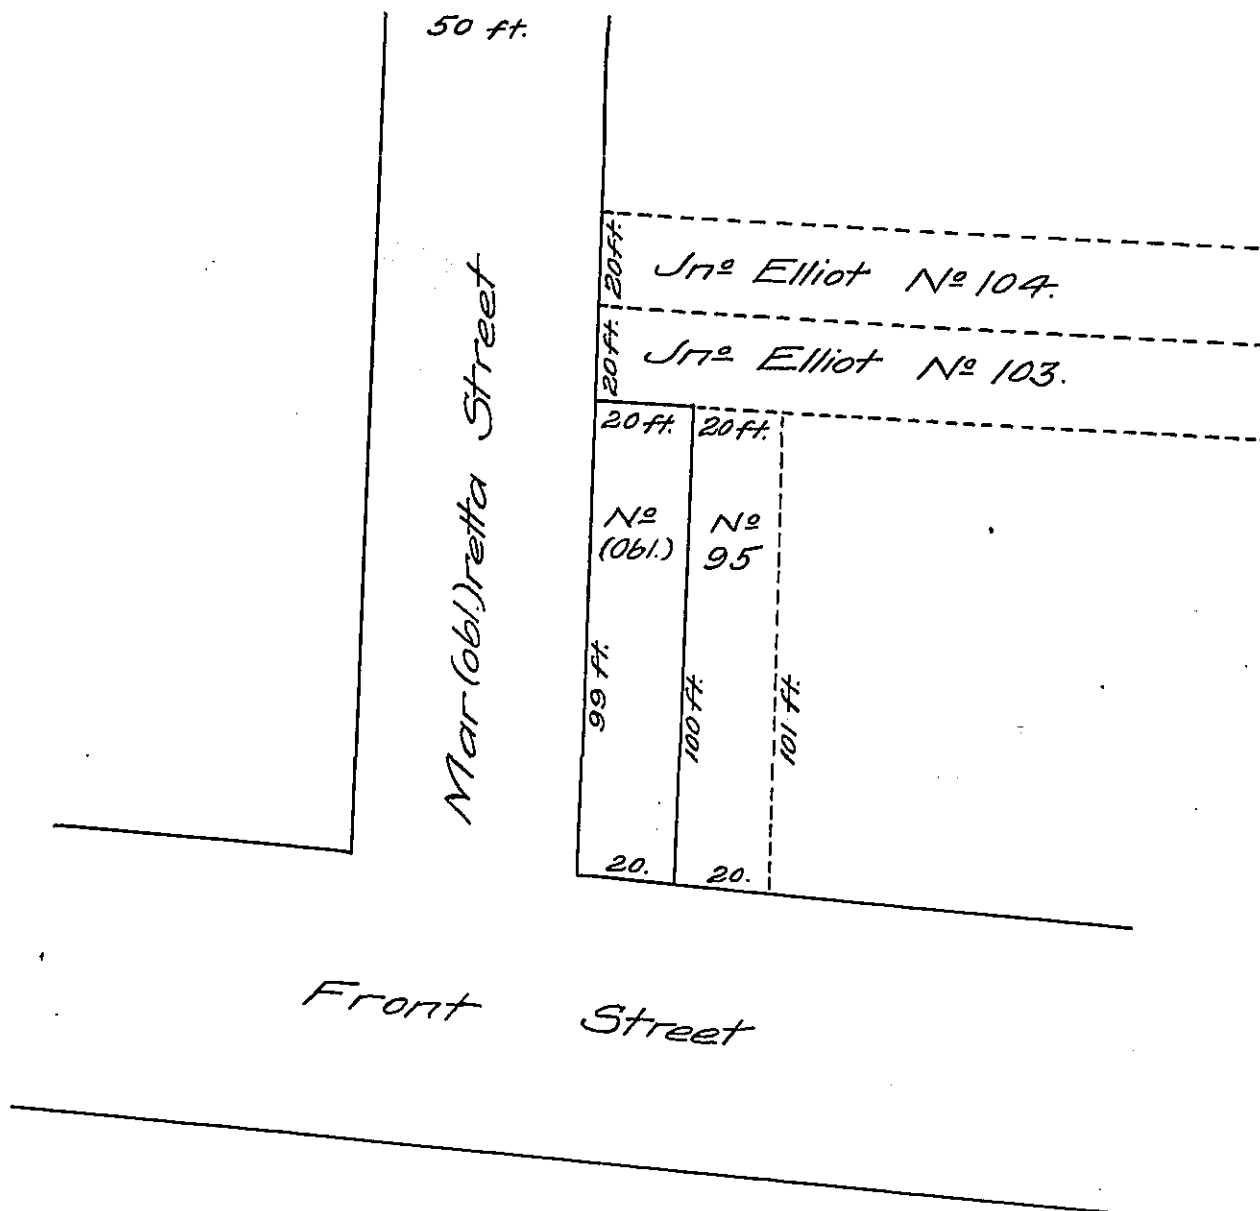 50 ft.
20 ft.
Jnº Elliot Nº 104.
20 ft.
Jnº Elliot Nº 103.
Mar(obl.)retta Street
20 ft.
20 ft.
Nº
(Obl.)
Nº
95
99 ft.
100 ft.
101 ft.
20.
20.
Front Street